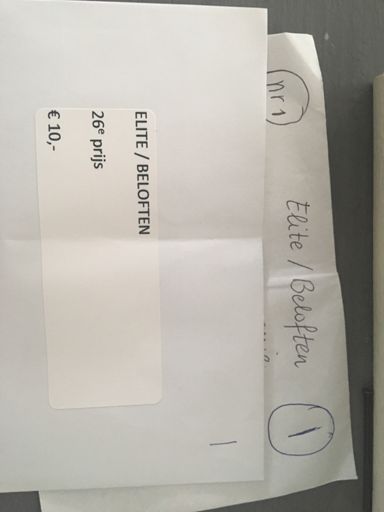 ELITE / BELOFTEN
26e prijs
€ 10,-
1
nr 1
Elite / Beloften
1